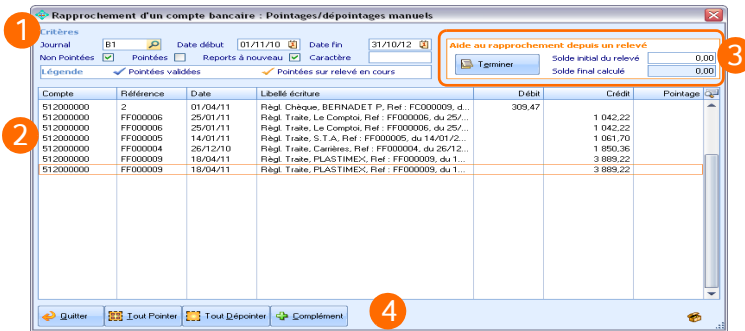 Rapprochement d'un compte bancaire : Pointages/dépointages manuels
1
Critères
Journal B1 Date début 01/11/10 Date fin 31/10/12
Non Pointées Pointées Reports à nouveau Caractère
Légende Pointées validées Pointées sur relevé en cours
Aide au rapprochement depuis un relevé
Terminer Solde initial du relevé 0,00
Solde final calculé 0,00
3
Compte Référence Date Libellé écriture Débit Crédit Pointage
512000000 2 01/04/11 Règl. Chèque, BERNADET P, Ref : FC000009, d... 309,47
512000000 FF000006 25/01/11 Règl. Traite, Le Comptoi, Ref : FF000006, du 25/... 1 042,22
512000000 FF000006 25/01/11 Règl. Traite, Le Comptoi, Ref : FF000006, du 25/... 1 042,22
512000000 FF000005 14/01/11 Règl. Traite, S.T.A, Ref : FF000005, du 14/01/2... 1 061,70
512000000 FF000004 26/12/10 Règl. Traite, Carrières, Ref : FF000004, du 26/12... 1 850,36
512000000 FF000009 18/04/11 Règl. Traite, PLASTIMEX, Ref : FF000009, du 1... 3 889,22
512000000 FF000009 18/04/11 Règl. Traite, PLASTIMEX, Ref : FF000009, du 1... 3 889,22
2
Quitter Tout Pointer Tout Dépointer Complément
4